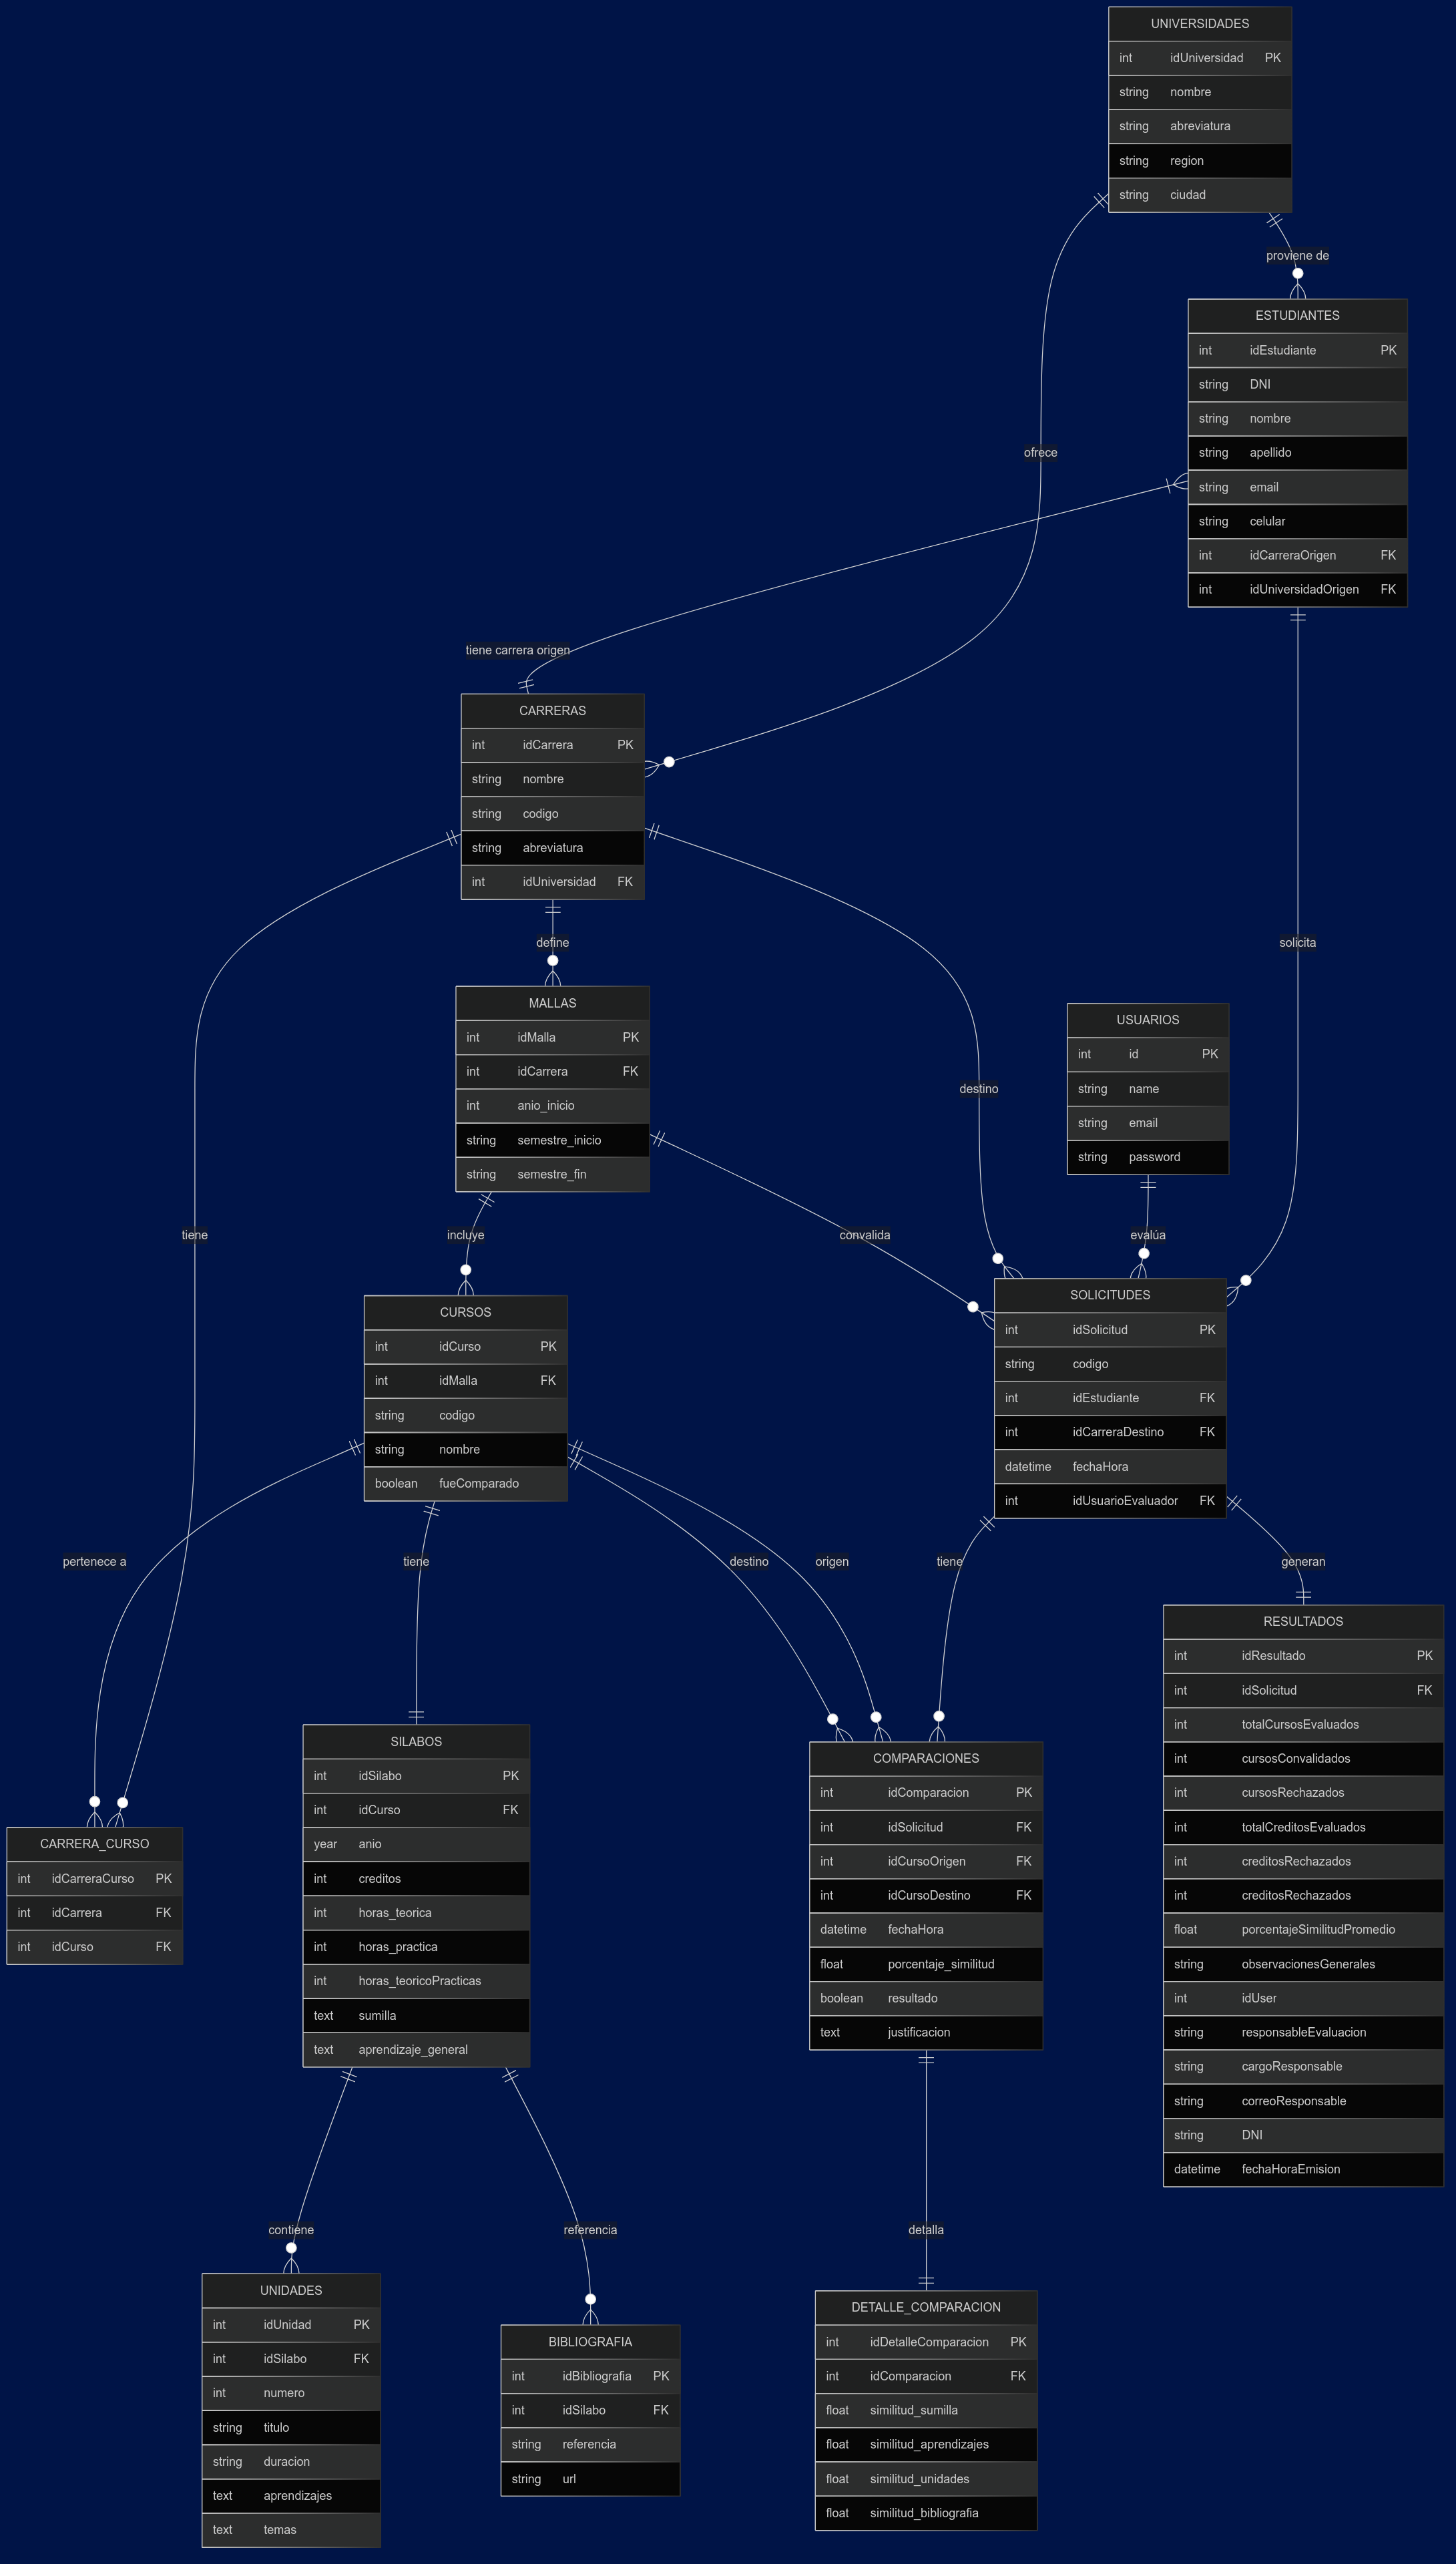 UNIVERSIDADES
int idUniversidad PK
string nombre
string abreviatura
string region
string ciudad
proviene de
ESTUDIANTES
int idEstudiante PK
string DNI
string nombre
string apellido
string email
string celular
int idCarreraOrigen FK
int idUniversidadOrigen FK
ofrece
tiene carrera origen
CARRERAS
int idCarrera PK
string nombre
string codigo
string abreviatura
int idUniversidad FK
define
solicita
MALLAS
int idMalla PK
int idCarrera FK
int anio_inicio
string semestre_inicio
string semestre_fin
destino
USUARIOS
int id PK
string name
string email
string password
tiene
incluye
convalida
evalúa
CURSOS
int idCurso PK
int idMalla FK
string codigo
string nombre
boolean fueComparado
SOLICITUDES
int idSolicitud PK
string codigo
int idEstudiante FK
int idCarreraDestino FK
datetime fechaHora
int idUsuarioEvaluador FK
pertenece a
tiene
destino
origen
tiene
generan
RESULTADOS
int idResultado PK
int idSolicitud FK
int totalCursosEvaluados
int cursosConvalidados
int cursosRechazados
int totalCreditosEvaluados
int creditosRechazados
int creditosRechazados
float porcentajeSimilitudPromedio
string observacionesGenerales
int idUser
string responsableEvaluacion
string cargoResponsable
string correoResponsable
string DNI
datetime fechaHoraEmision
SILABOS
int idSilabo PK
int idCurso FK
year anio
int creditos
int horas_teorica
int horas_practica
int horas_teoricoPracticas
text sumilla
text aprendizaje_general
COMPARACIONES
int idComparacion PK
int idSolicitud FK
int idCursoOrigen FK
int idCursoDestino FK
datetime fechaHora
float porcentaje_similitud
boolean resultado
text justificacion
CARRERA_CURSO
int idCarreraCurso PK
int idCarrera FK
int idCurso FK
contiene
referencia
detalla
UNIDADES
int idUnidad PK
int idSilabo FK
int numero
string titulo
string duracion
text aprendizajes
text temas
BIBLIOGRAFIA
int idBibliografia PK
int idSilabo FK
string referencia
string url
DETALLE_COMPARACION
int idDetalleComparacion PK
int idComparacion FK
float similitud_sumilla
float similitud_aprendizajes
float similitud_unidades
float similitud_bibliografia